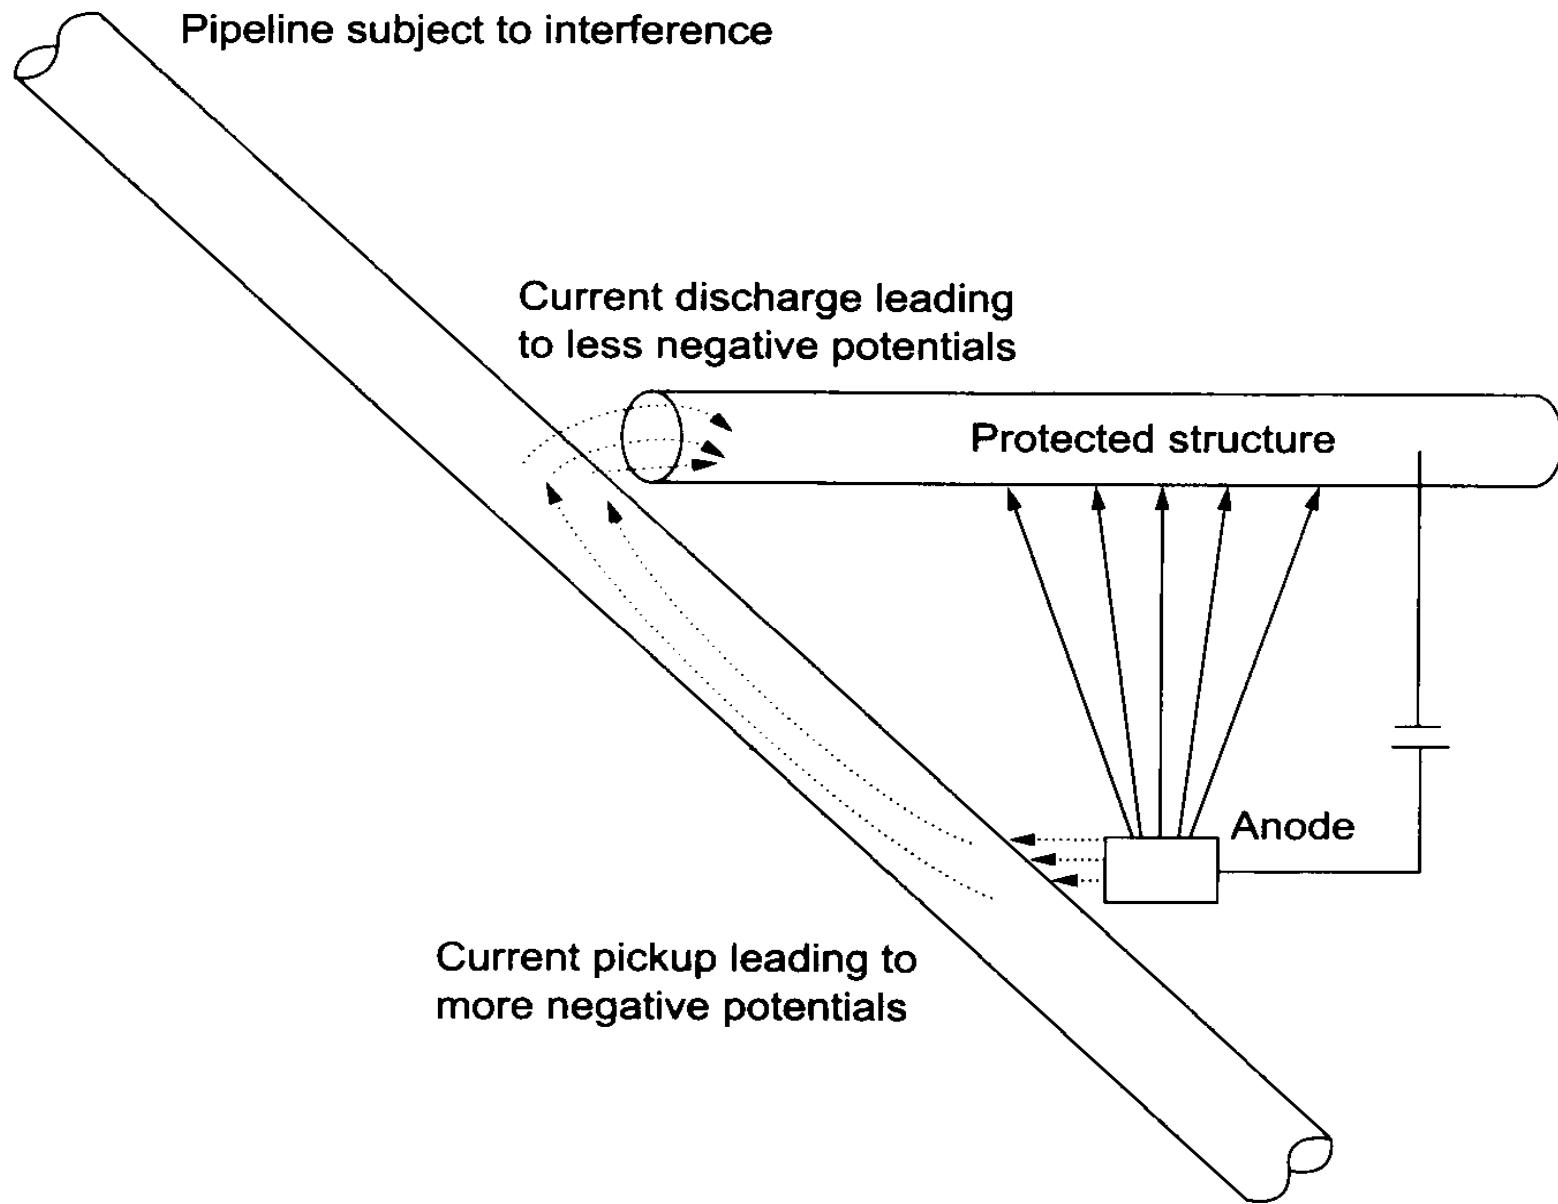 Pipeline subject to interference
Current discharge leading
to less negative potentials
Protected structure
Anode
Current pickup leading to
more negative potentials